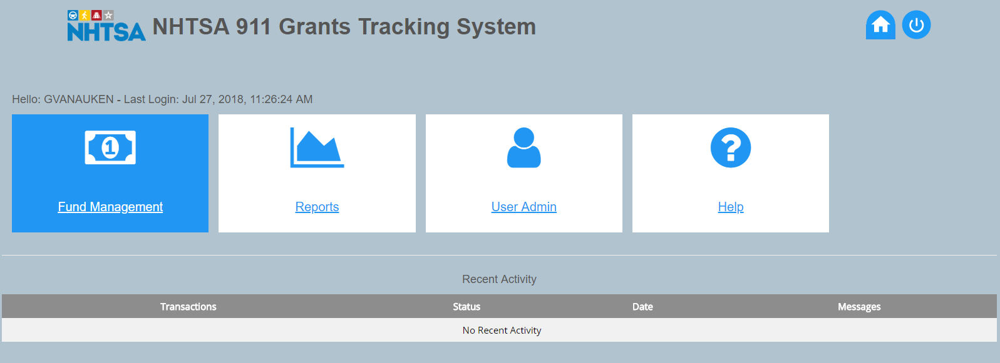 NHTSA NHTSA 911 Grants Tracking System
Hello: GVANAUKEN - Last Login: Jul 27, 2018, 11:26:24 AM
1
Fund Management Reports User Admin Help
Recent Activity
Transactions Status Date Messages
No Recent Activity